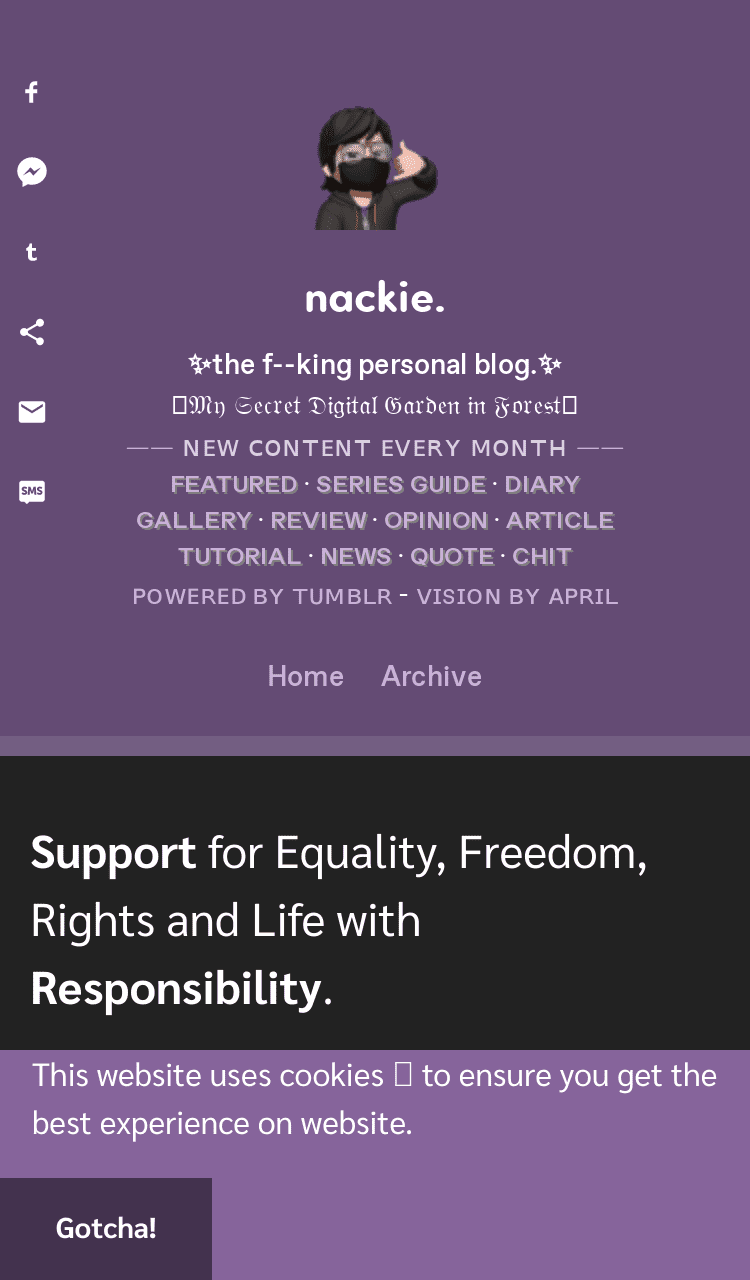 nackie.
✨the f--king personal blog.✨
𝔐𝔶 𝔖𝔢𝔠𝔯𝔢𝔱 𝔇𝔦𝔤𝔦𝔱𝔞𝔩 𝔊𝔞𝔯𝔡𝔢𝔫 𝔦𝔫 𝔉𝔬𝔯𝔢𝔰𝔱
—— NEW CONTENT EVERY MONTH ——
FEATURED · SERIES GUIDE · DIARY
GALLERY · REVIEW · OPINION · ARTICLE
TUTORIAL · NEWS · QUOTE · CHIT
POWERED BY TUMBLR - VISION BY APRIL
Home Archive
SMS
Support for Equality, Freedom,
Rights and Life with
Responsibility.
This website uses cookies to ensure you get the
best experience on website.
Gotcha!